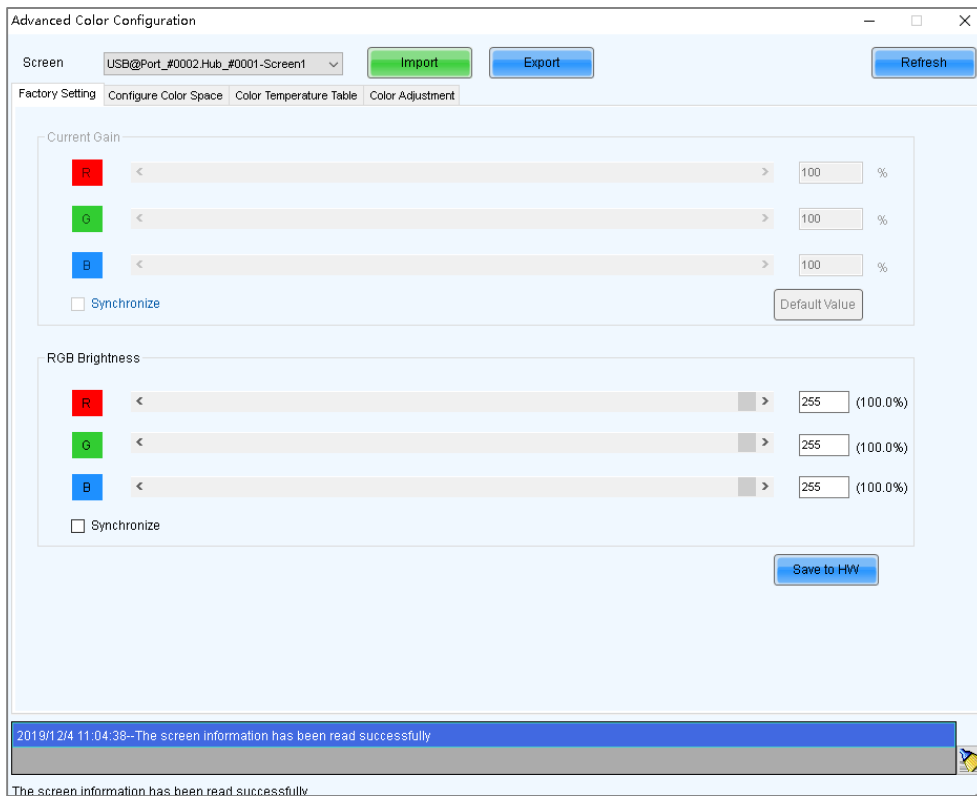 Advanced Color Configuration
Screen USB@Port_#0002.Hub_#0001-Screen1 Import Export Refresh
Factory Setting Configure Color Space Color Temperature Table Color Adjustment
Current Gain
R 100 %
G 100 %
B 100 %
Synchronize Default Value
RGB Brightness
R 255 (100.0%)
G 255 (100.0%)
B 255 (100.0%)
Synchronize
Save to HW
2019/12/4 11:04:38--The screen information has been read successfully
The screen information has been read successfully